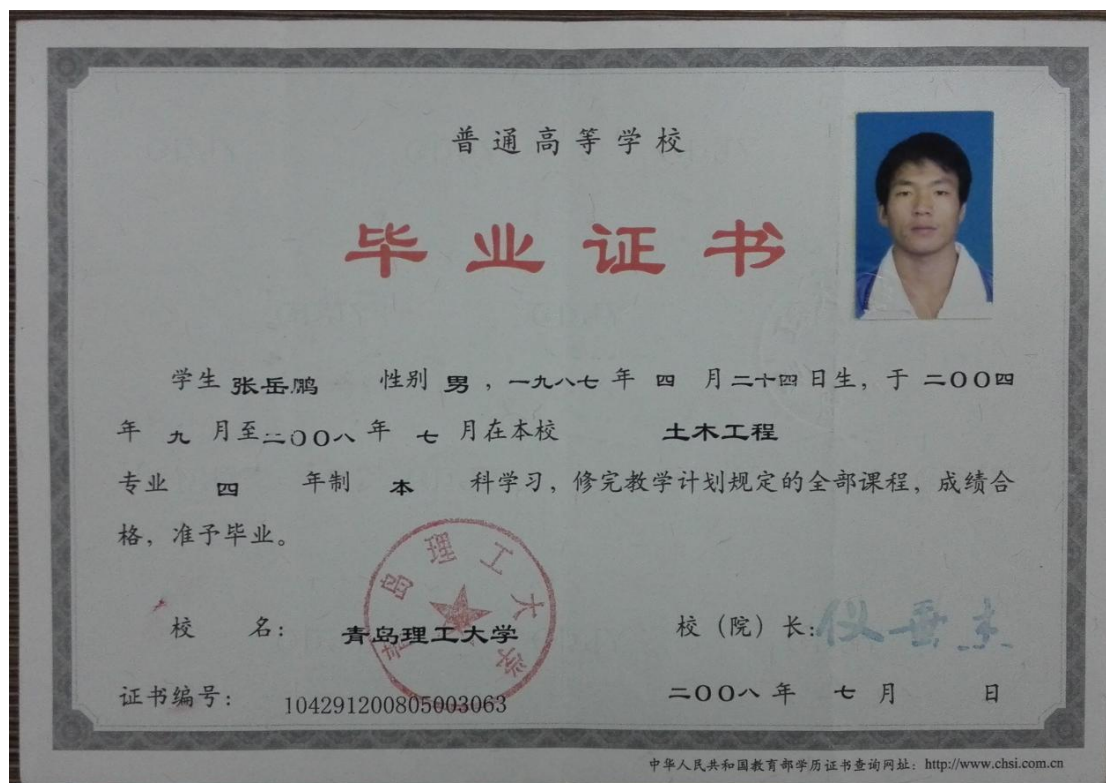 普通高等学校
毕业证书
学生 张岳鹏 性别 男，一九八七 年 四 月二十四日生，于 二OO四
年 九 月至二OO八 年 七 月在本校 土木工程
专业 四 年制 本 科学习，修完教学计划规定的全部课程，成绩合
格，准予毕业。
青岛理工大学
校 名： 青岛理工大学 校（院）长：仪垂杰
证书编号： 104291200805003063 二OO八 年 七 月 日
中华人民共和国教育部学历证书查询网址：http://www.chsi.com.cn